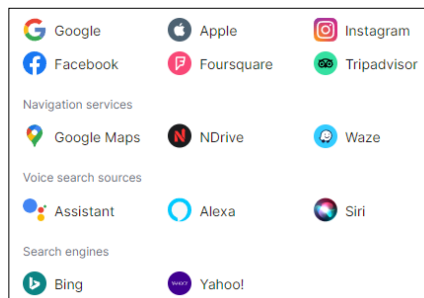 Google Apple Instagram
Facebook Foursquare Tripadvisor
Navigation services
Google Maps NDrive Waze
Voice search sources
Assistant Alexa Siri
Search engines
Bing Yahoo!